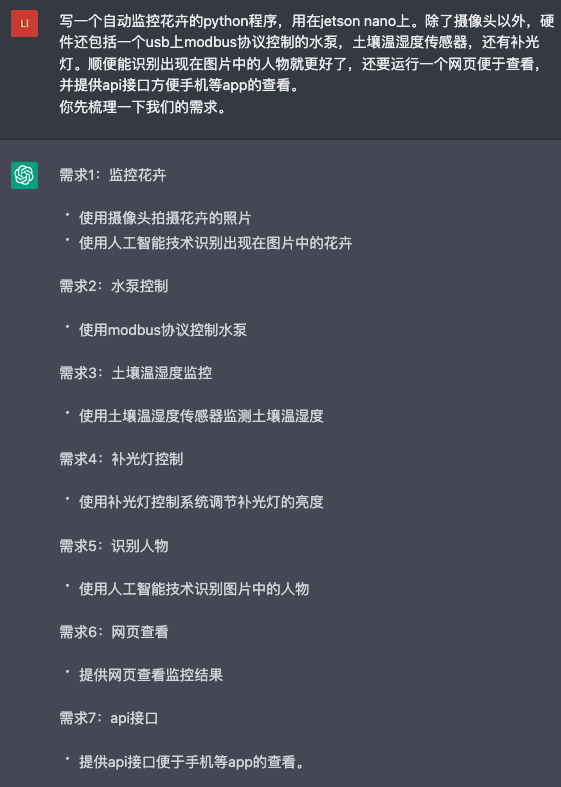 LI
写一个自动监控花卉的python程序，用在jetson nano上。除了摄像头以外，硬
件还包括一个usb上modbus协议控制的水泵，土壤温湿度传感器，还有补光
灯。顺便能识别出现在图片中的人物就更好了，还要运行一个网页便于查看，
并提供api接口方便手机等app的查看。
你先梳理一下我们的需求。
需求1：监控花卉
• 使用摄像头拍摄花卉的照片
• 使用人工智能技术识别出现在图片中的花卉
需求2：水泵控制
• 使用modbus协议控制水泵
需求3：土壤温湿度监控
• 使用土壤温湿度传感器监测土壤温湿度
需求4：补光灯控制
• 使用补光灯控制系统调节补光灯的亮度
需求5：识别人物
• 使用人工智能技术识别图片中的人物
需求6：网页查看
• 提供网页查看监控结果
需求7：api接口
• 提供api接口便于手机等app的查看。